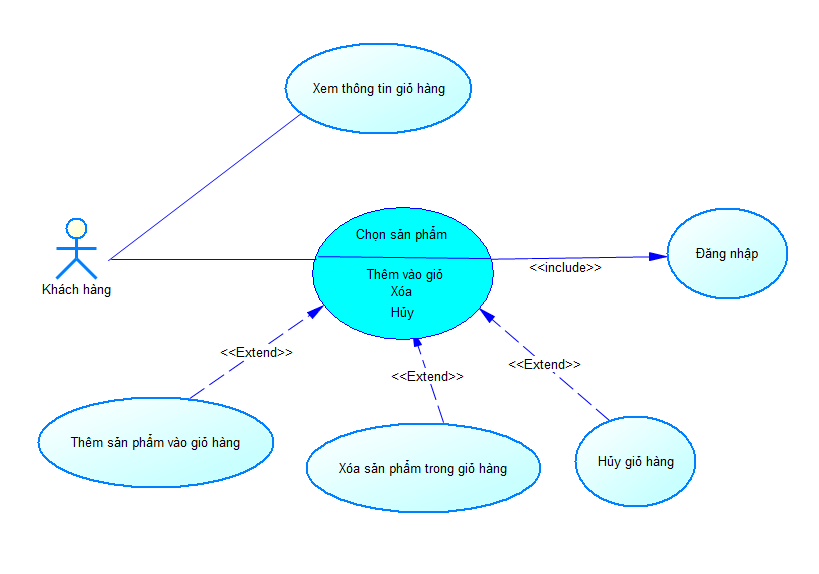 Xem thông tin giỏ hàng
Chọn sản phẩm
Đăng nhập
<<include>>
Thêm vào giỏ
Xóa
Khách hàng
Hủy
<<Extend>>
<<Extend>>
<<Extend>>
Thêm sản phẩm vào giỏ hàng
Xóa sản phẩm trong giỏ hàng
Hủy giỏ hàng